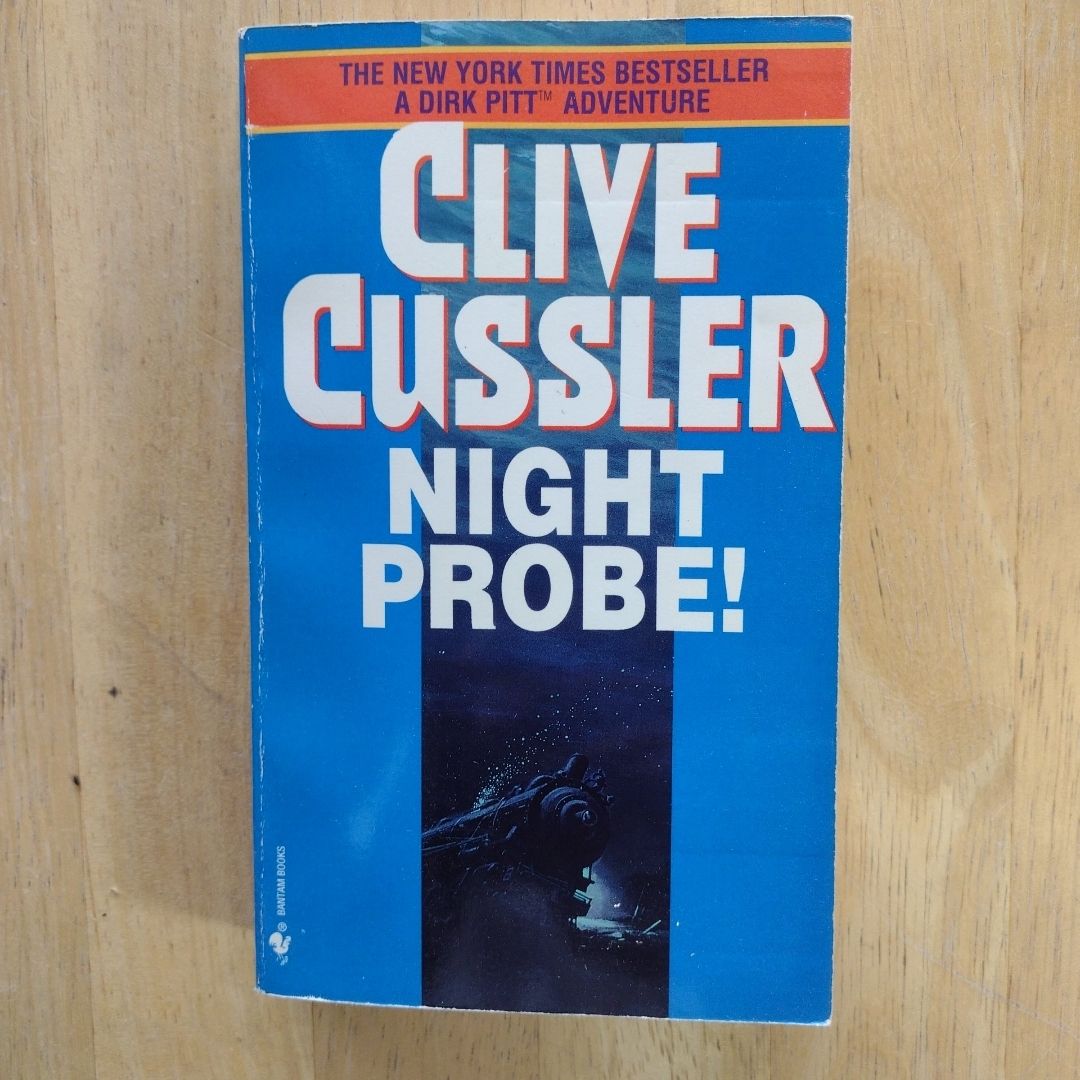 THE NEW YORK TIMES BESTSELLER
A DIRK PITT™ ADVENTURE
CLIVE
CUSSLER
NIGHT
PROBE!
® BANTAM BOOKS